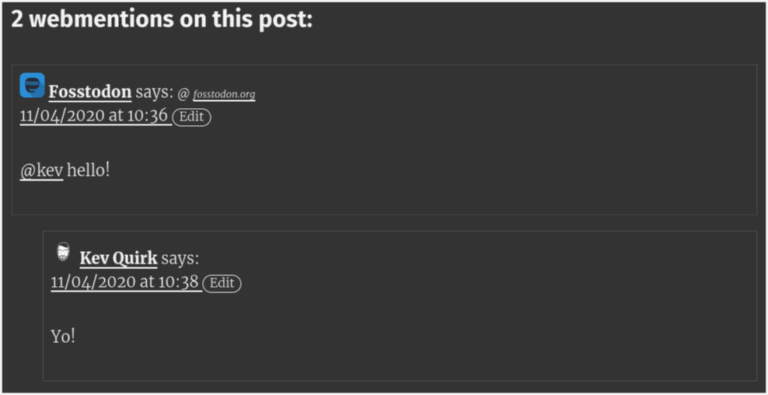 2 webmentions on this post:
Fosstodon says: @ fosstodon.org
11/04/2020 at 10:36 Edit
@kev hello!
Kev Quirk says:
11/04/2020 at 10:38 Edit
Yo!